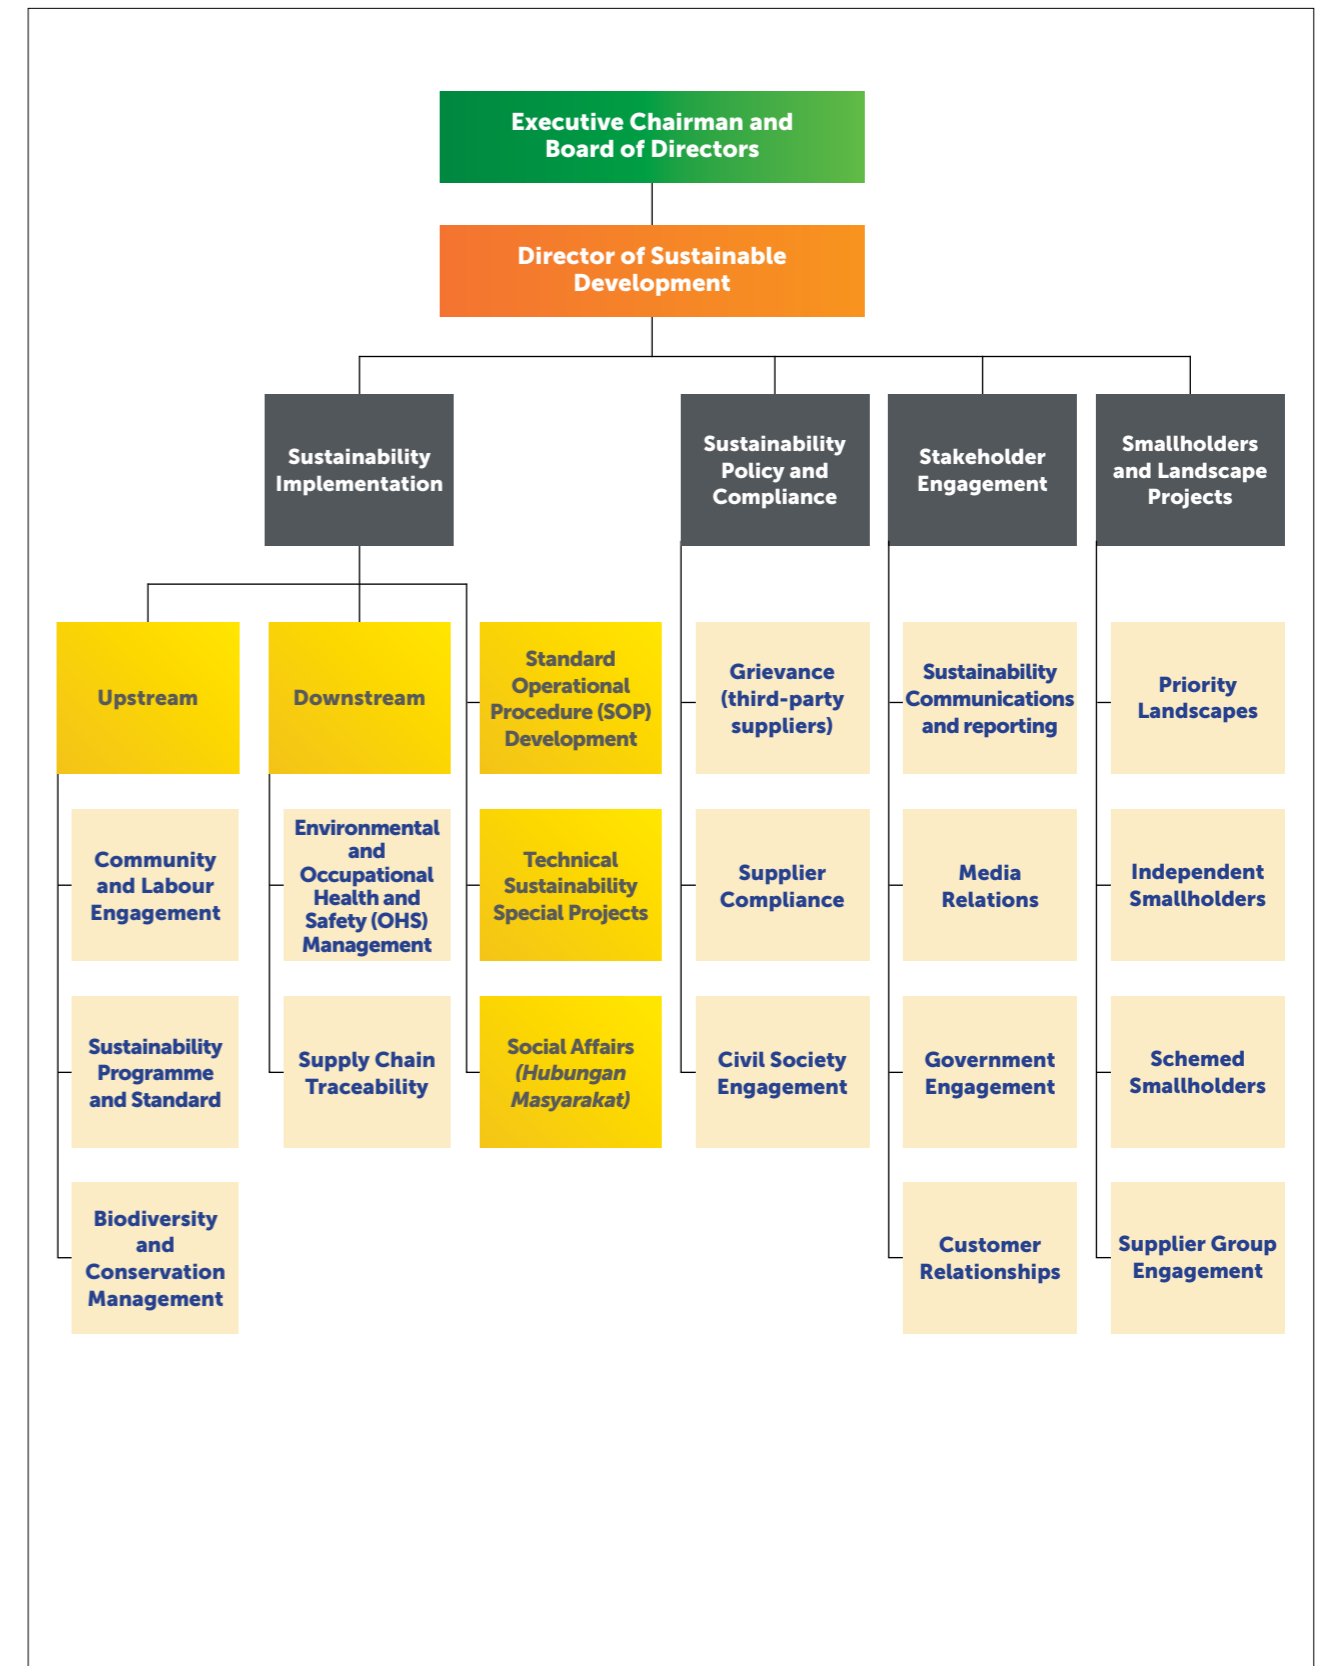 Executive Chairman and
Board of Directors
Director of Sustainable
Development
Sustainability
Implementation
Sustainability
Policy and
Compliance
Stakeholder
Engagement
Smallholders
and Landscape
Projects
Upstream
Downstream
Standard
Operational
Procedure (SOP)
Development
Grievance
(third-party
suppliers)
Sustainability
Communications
and reporting
Priority
Landscapes
Community
and Labour
Engagement
Environmental
and
Occupational
Health and
Safety (OHS)
Management
Technical
Sustainability
Special Projects
Supplier
Compliance
Media
Relations
Independent
Smallholders
Sustainability
Programme
and Standard
Supply Chain
Traceability
Social Affairs
(Hubungan
Masyarakat)
Civil Society
Engagement
Government
Engagement
Schemed
Smallholders
Biodiversity
and
Conservation
Management
Customer
Relationships
Supplier Group
Engagement